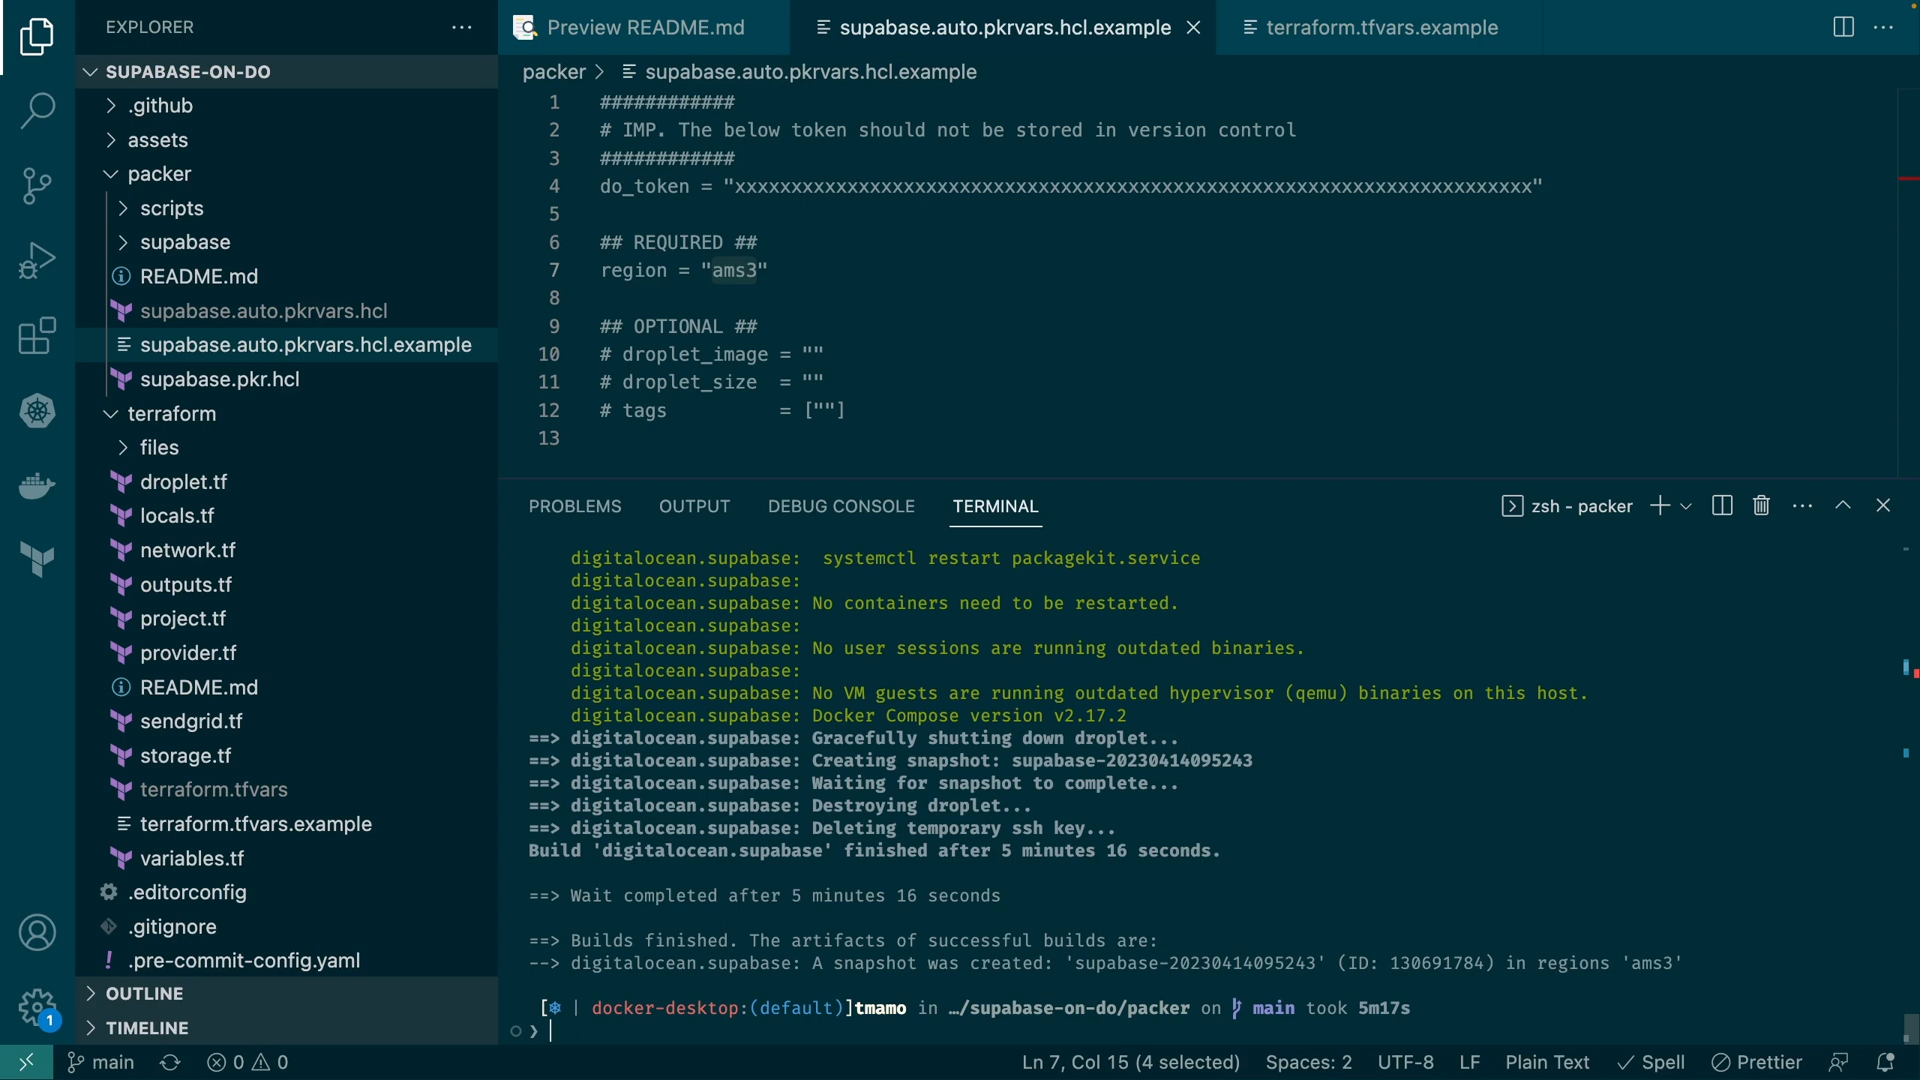 EXPLORER
SUPABASE-ON-DO
.github
assets
packer
scripts
supabase
README.md
supabase.auto.pkrvars.hcl
supabase.auto.pkrvars.hcl.example
supabase.pkr.hcl
terraform
files
droplet.tf
locals.tf
network.tf
outputs.tf
project.tf
provider.tf
README.md
sendgrid.tf
storage.tf
terraform.tfvars
terraform.tfvars.example
variables.tf
.editorconfig
.gitignore
.pre-commit-config.yaml
OUTLINE
TIMELINE
1
Preview README.md
supabase.auto.pkrvars.hcl.example
terraform.tfvars.example
packer > supabase.auto.pkrvars.hcl.example
1 ############
2 # IMP. The below token should not be stored in version control
3 ############
4 do_token = "xxxxxxxxxxxxxxxxxxxxxxxxxxxxxxxxxxxxxxxxxxxxxxxxxxxxxxxxxxxxxxxxxxxxxxx"
5
6 ## REQUIRED ##
7 region = "ams3"
8
9 ## OPTIONAL ##
10 # droplet_image = ""
11 # droplet_size  = ""
12 # tags          = [""]
13
PROBLEMS OUTPUT DEBUG CONSOLE TERMINAL
zsh - packer
digitalocean.supabase:  systemctl restart packagekit.service
digitalocean.supabase:
digitalocean.supabase: No containers need to be restarted.
digitalocean.supabase:
digitalocean.supabase: No user sessions are running outdated binaries.
digitalocean.supabase:
digitalocean.supabase: No VM guests are running outdated hypervisor (qemu) binaries on this host.
digitalocean.supabase: Docker Compose version v2.17.2
==> digitalocean.supabase: Gracefully shutting down droplet...
==> digitalocean.supabase: Creating snapshot: supabase-20230414095243
==> digitalocean.supabase: Waiting for snapshot to complete...
==> digitalocean.supabase: Destroying droplet...
==> digitalocean.supabase: Deleting temporary ssh key...
Build 'digitalocean.supabase' finished after 5 minutes 16 seconds.
==> Wait completed after 5 minutes 16 seconds
==> Builds finished. The artifacts of successful builds are:
--> digitalocean.supabase: A snapshot was created: 'supabase-20230414095243' (ID: 130691784) in regions 'ams3'
[☸ | docker-desktop:(default)]tmamo in …/supabase-on-do/packer on main took 5m17s
❯
main 0 0 Ln 7, Col 15 (4 selected) Spaces: 2 UTF-8 LF Plain Text Spell Prettier